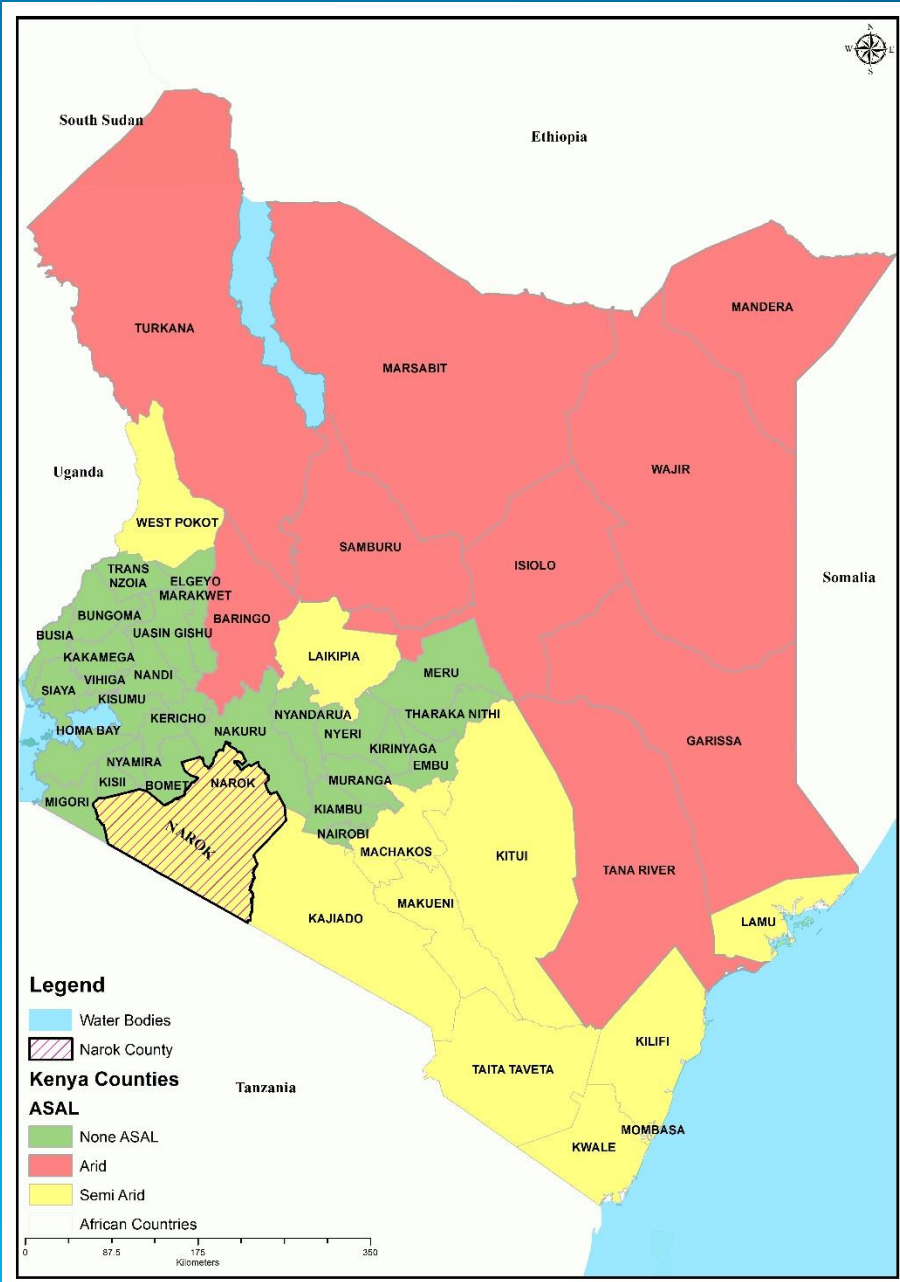 N
W
E
S
South Sudan
Ethiopia
MANDERA
TURKANA
MARSABIT
WAJIR
Uganda
WEST POKOT
SAMBURU
ISIOLO
Somalia
TRANS
NZOIA
ELGEYO
MARAKWET
BUNGOMA
BARINGO
BUSIA
UASIN GISHU
KAKAMEGA
LAIKIPIA
VIHIGA
NANDI
MERU
SIAYA
KISUMU
KERICHO
NYANDARUA
THARAKA NITHI
HOMA BAY
NAKURU
NYERI
GARISSA
KIRINYAGA
NYAMIRA
EMBU
KISII
BOMET
NAROK
MURANGA
MIGORI
KIAMBU
NAROK
NAIROBI
MACHAKOS
KITUI
TANA RIVER
MAKUENI
KAJIADO
LAMU
Legend
Water Bodies
Narok County
Kenya Counties
ASAL
None ASAL
Arid
Semi Arid
African Countries
0
87.5
175
350
Kilometers
Tanzania
KILIFI
TAITA TAVETA
MOMBASA
KWALE